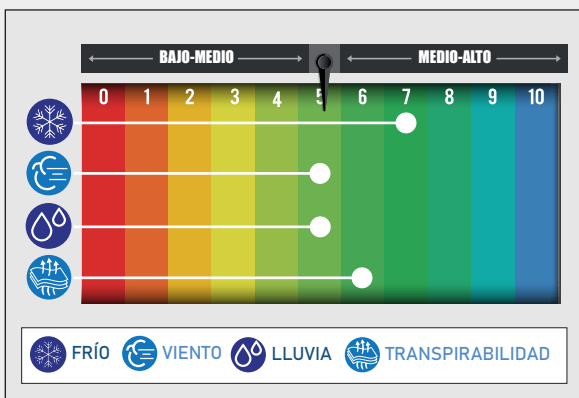 BAJO-MEDIO MEDIO-ALTO
0 1 2 3 4 5 6 7 8 9 10
FRÍO VIENTO LLUVIA TRANSPIRABILIDAD